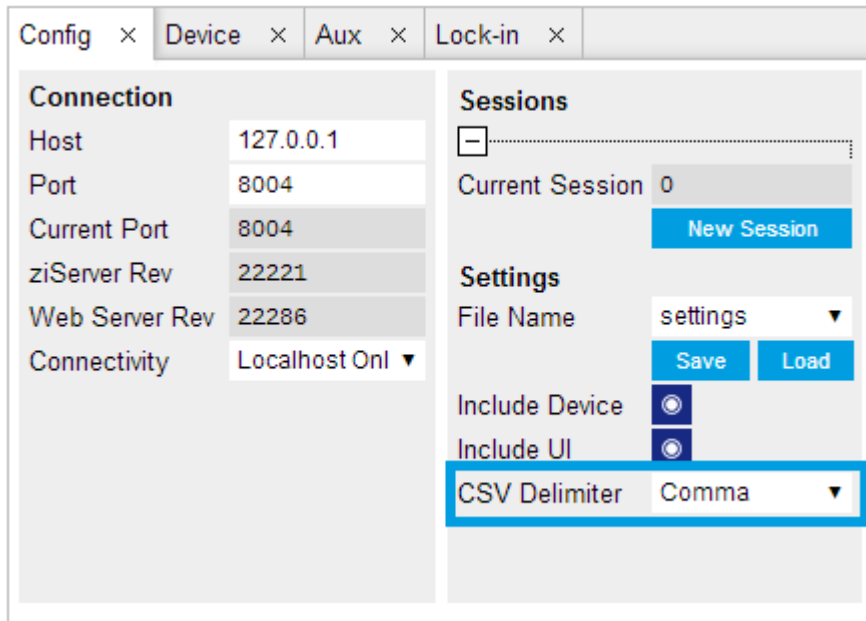 Config × Device × Aux × Lock-in ×
Connection
Host 127.0.0.1
Port 8004
Current Port 8004
ziServer Rev 22221
Web Server Rev 22286
Connectivity Localhost Onl
Sessions
Current Session 0
New Session
Settings
File Name settings
Save Load
Include Device
Include UI
CSV Delimiter Comma